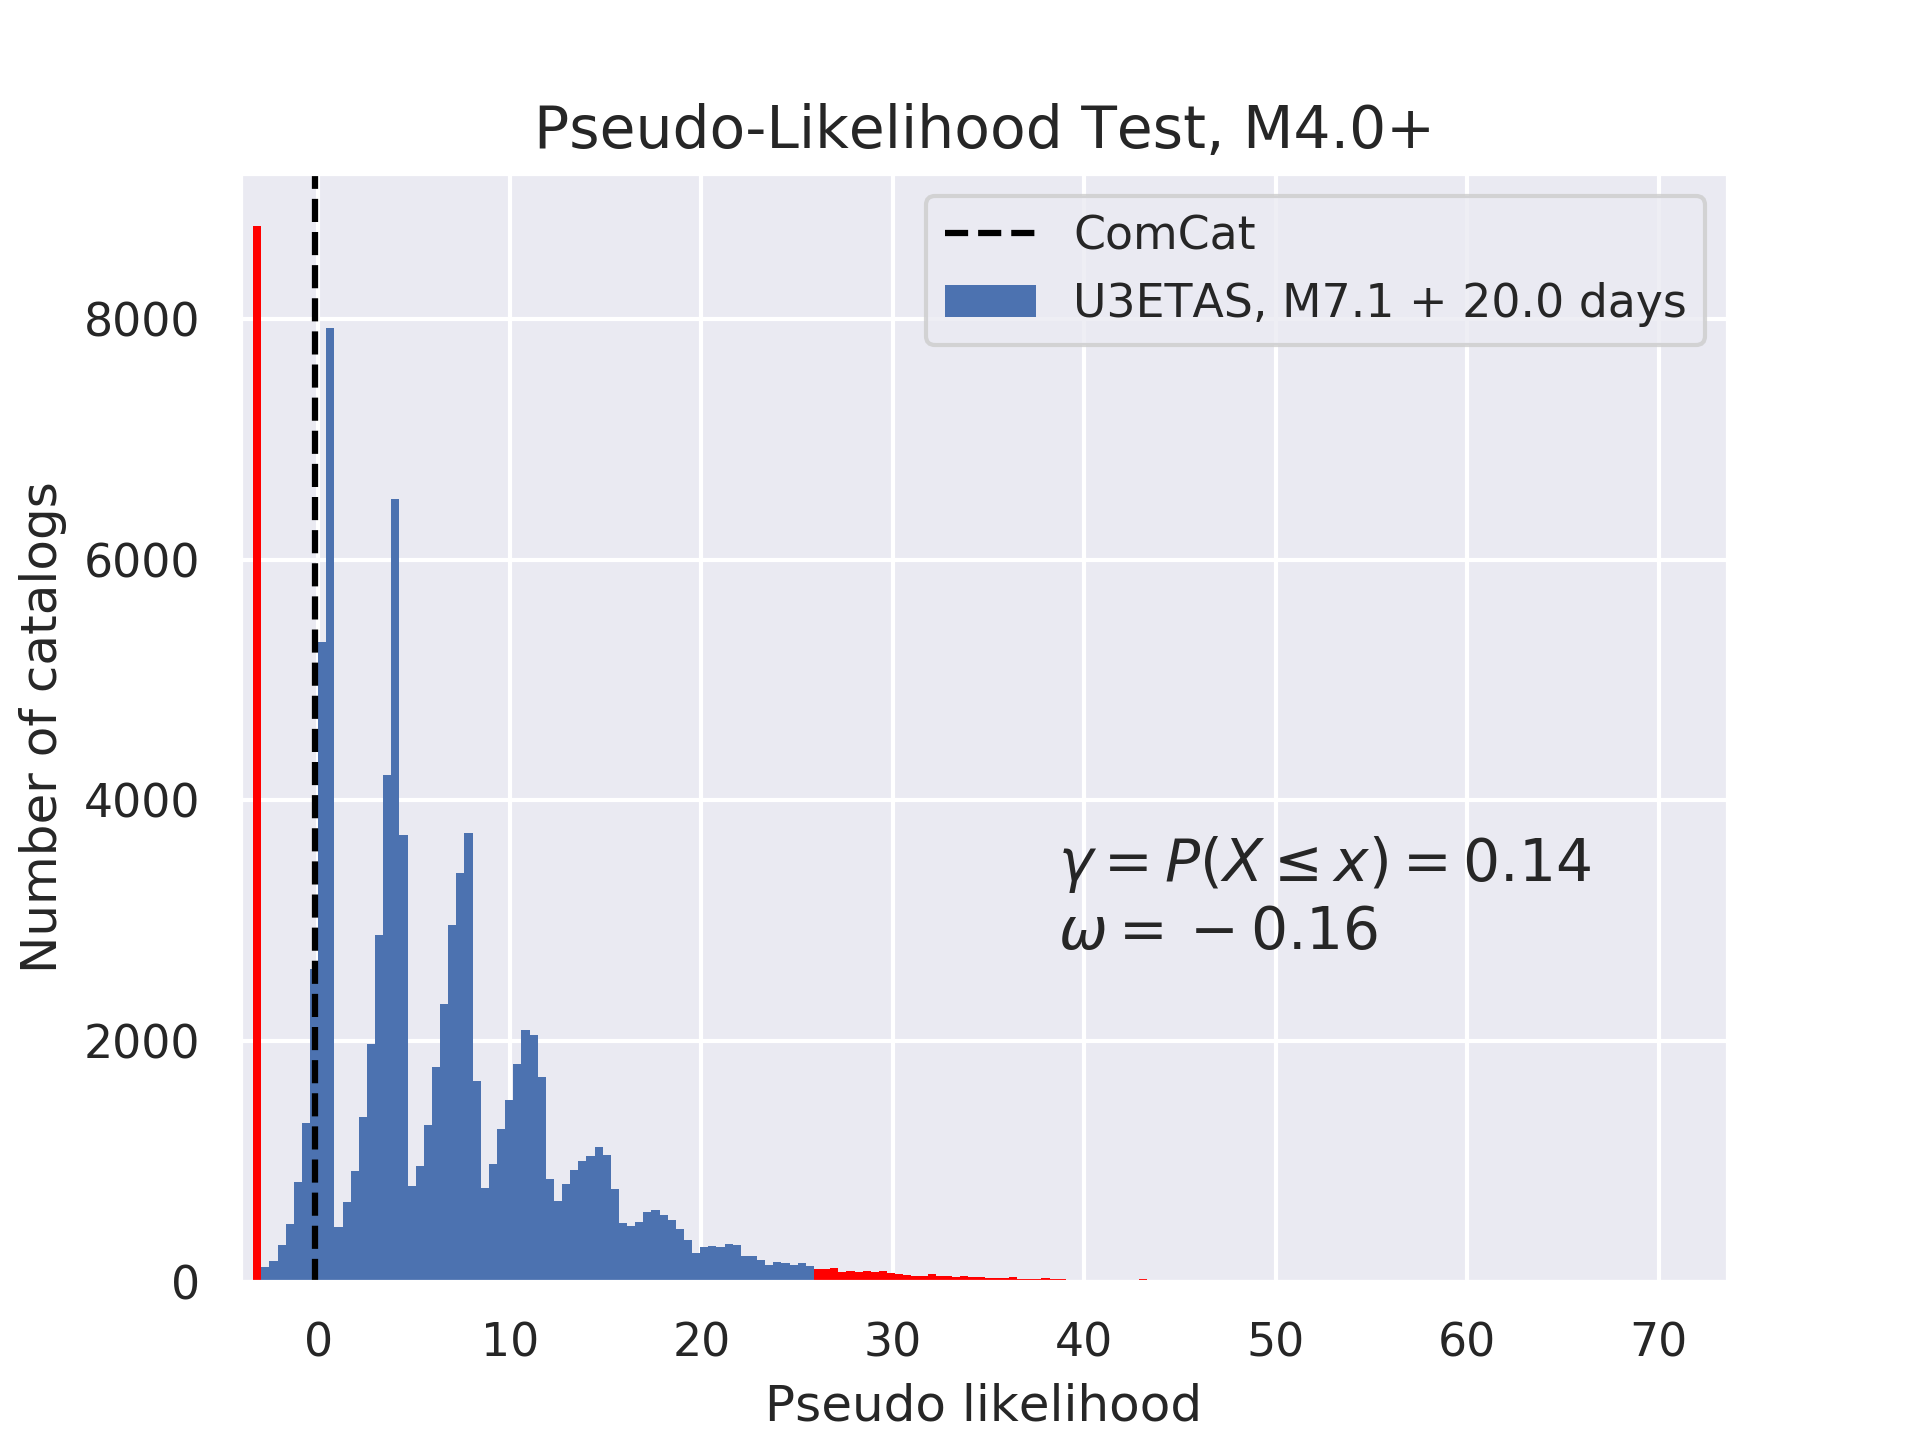 Pseudo-Likelihood Test, M4.0+
ComCat
U3ETAS, M7.1 + 20.0 days
8000
6000
4000
2000
0
Number of catalogs
γ = P(X ≤ x) = 0.14
ω = − 0.16
0 10 20 30 40 50 60 70
Pseudo likelihood